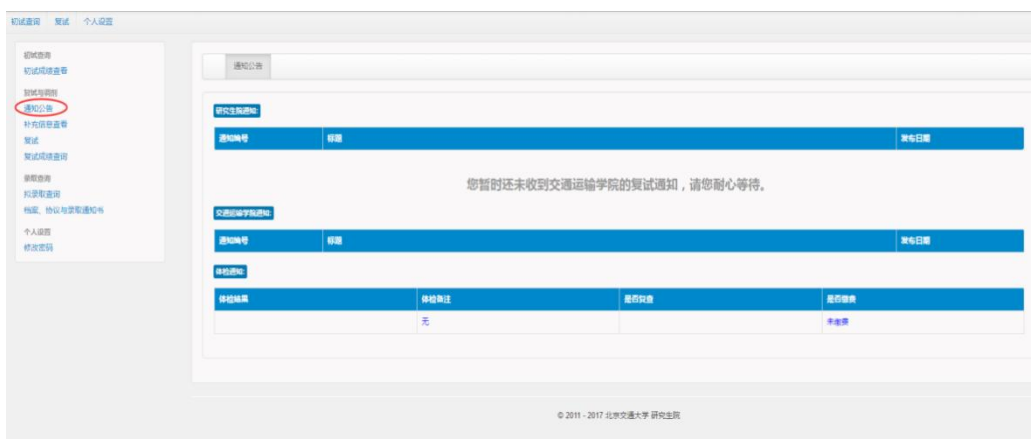 初试查询 复试 个人设置
初试查询
初试成绩查看
复试与调剂
通知公告
补充信息查看
复试
复试成绩查询
录取查询
拟录取查询
档案、协议与录取通知书
个人设置
修改密码
通知公告
研究生院通知:
通知编号 标题 发布日期
您暂时还未收到交通运输学院的复试通知，请您耐心等待。
交通运输学院通知:
通知编号 标题 发布日期
体检通知:
体检结果 体检备注 是否复查 是否缴费
无 未缴费
© 2011 - 2017 北京交通大学 研究生院